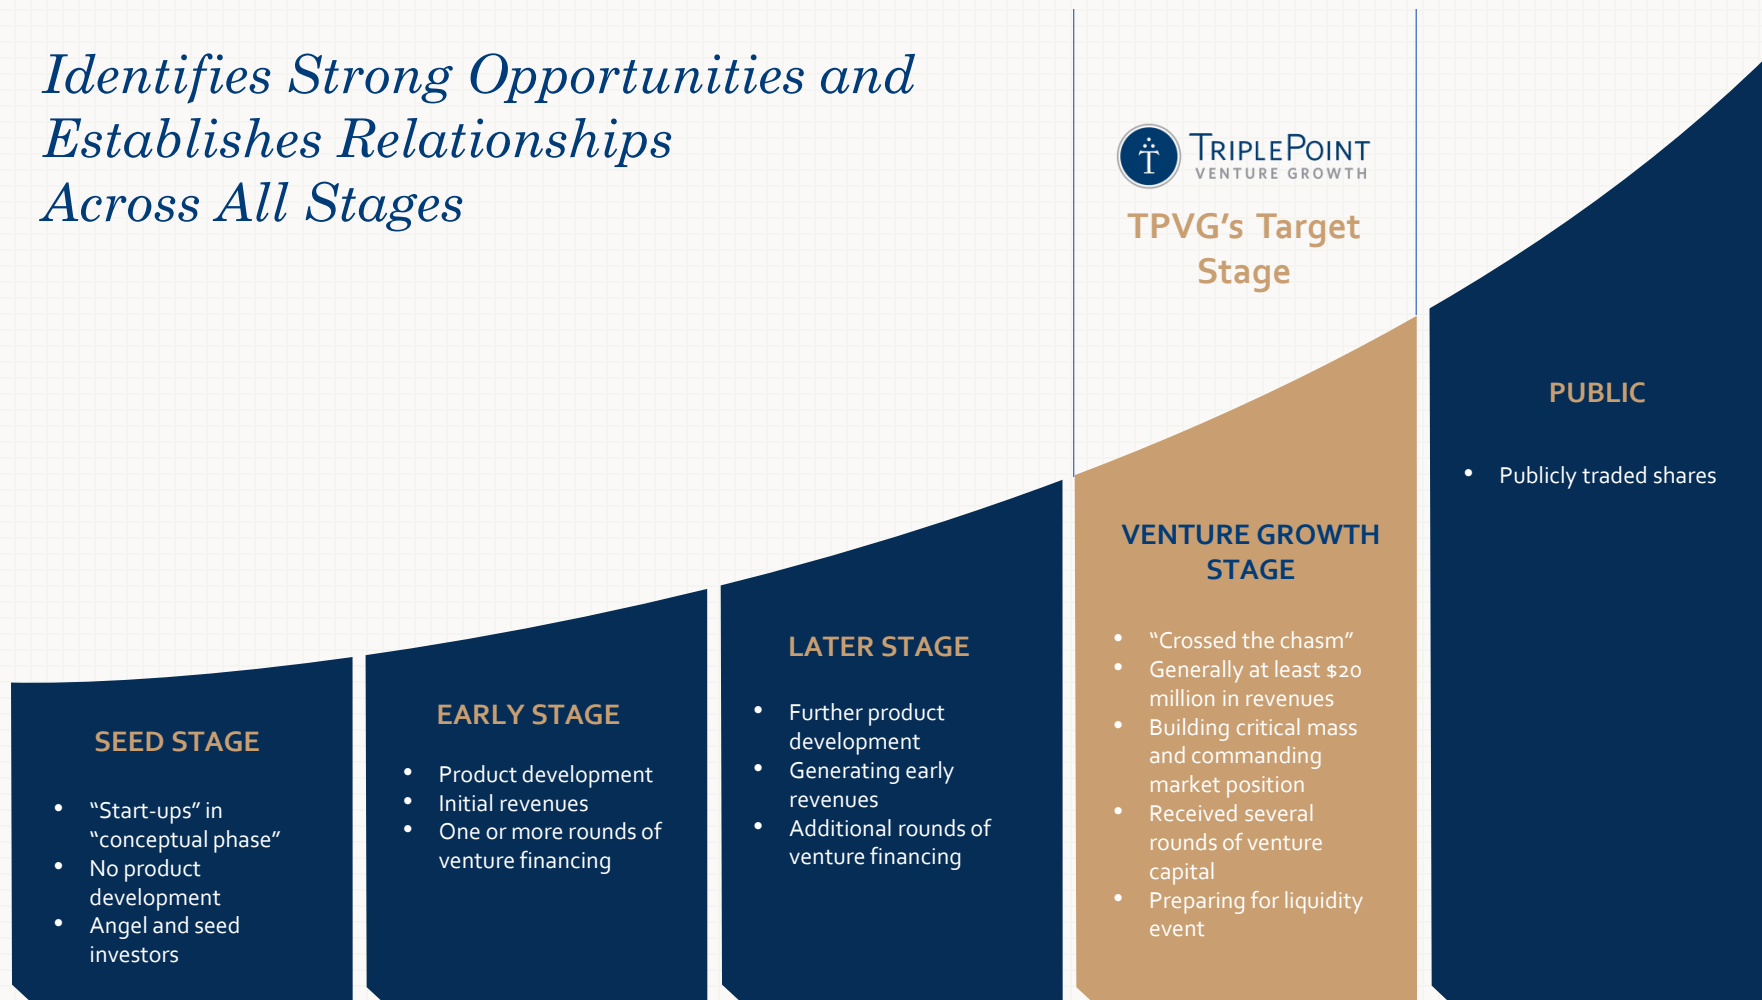 Identifies Strong Opportunities and
Establishes Relationships
Across All Stages
TRIPLEPOINT
VENTURE GROWTH
TPVG’s Target
Stage
SEED STAGE
• “Start-ups” in
“conceptual phase”
• No product
development
• Angel and seed
investors
EARLY STAGE
• Product development
• Initial revenues
• One or more rounds of
venture financing
LATER STAGE
• Further product
development
• Generating early
revenues
• Additional rounds of
venture financing
VENTURE GROWTH
STAGE
• “Crossed the chasm”
• Generally at least $20
million in revenues
• Building critical mass
and commanding
market position
• Received several
rounds of venture
capital
• Preparing for liquidity
event
PUBLIC
• Publicly traded shares